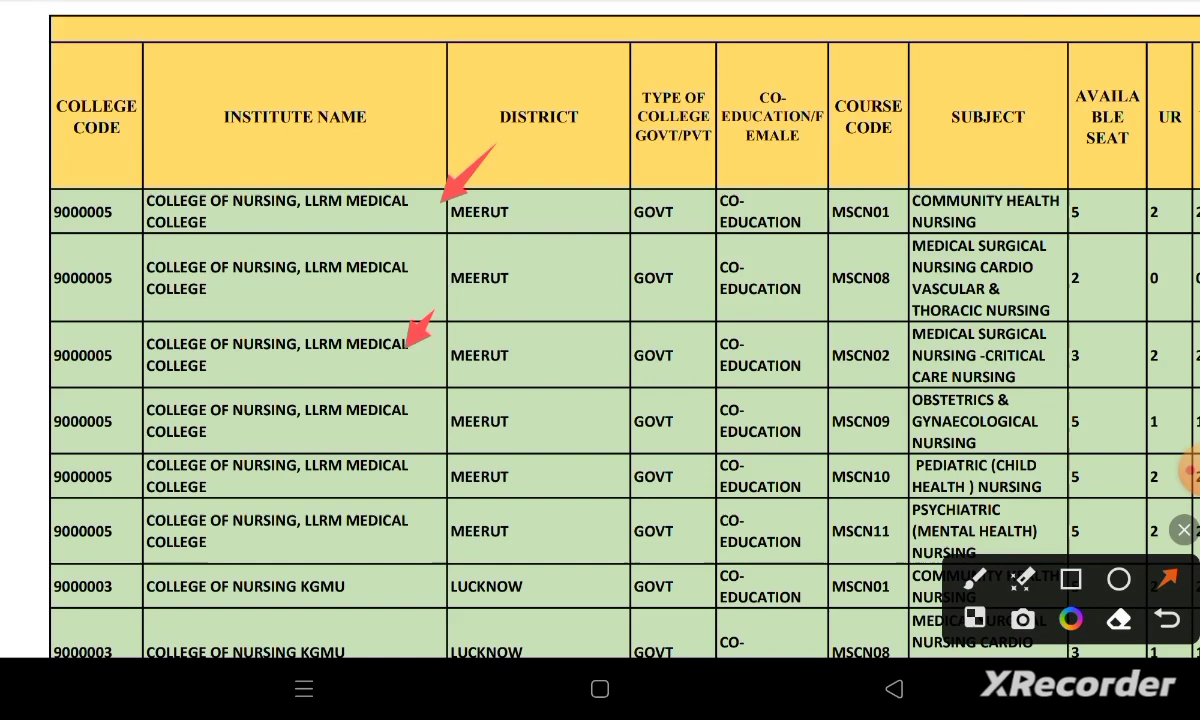 COLLEGE CODE INSTITUTE NAME DISTRICT TYPE OF COLLEGE GOVT/PVT CO-EDUCATION/FEMALE COURSE CODE SUBJECT AVAILABLE SEAT UR
9000005 COLLEGE OF NURSING, LLRM MEDICAL COLLEGE MEERUT GOVT CO-EDUCATION MSCN01 COMMUNITY HEALTH NURSING 5 2
9000005 COLLEGE OF NURSING, LLRM MEDICAL COLLEGE MEERUT GOVT CO-EDUCATION MSCN08 MEDICAL SURGICAL NURSING CARDIO VASCULAR & THORACIC NURSING 2 0
9000005 COLLEGE OF NURSING, LLRM MEDICAL COLLEGE MEERUT GOVT CO-EDUCATION MSCN02 MEDICAL SURGICAL NURSING -CRITICAL CARE NURSING 3 2
9000005 COLLEGE OF NURSING, LLRM MEDICAL COLLEGE MEERUT GOVT CO-EDUCATION MSCN09 OBSTETRICS & GYNAECOLOGICAL NURSING 5 1
9000005 COLLEGE OF NURSING, LLRM MEDICAL COLLEGE MEERUT GOVT CO-EDUCATION MSCN10 PEDIATRIC (CHILD HEALTH ) NURSING 5 2
9000005 COLLEGE OF NURSING, LLRM MEDICAL COLLEGE MEERUT GOVT CO-EDUCATION MSCN11 PSYCHIATRIC (MENTAL HEALTH) NURSING 5 2
9000003 COLLEGE OF NURSING KGMU LUCKNOW GOVT CO-EDUCATION MSCN01 COMMUNITY HEALTH NURSING 2
9000003 COLLEGE OF NURSING KGMU LUCKNOW GOVT CO- MSCN08 MEDICAL SURGICAL NURSING CARDIO 3 1
XRecorder